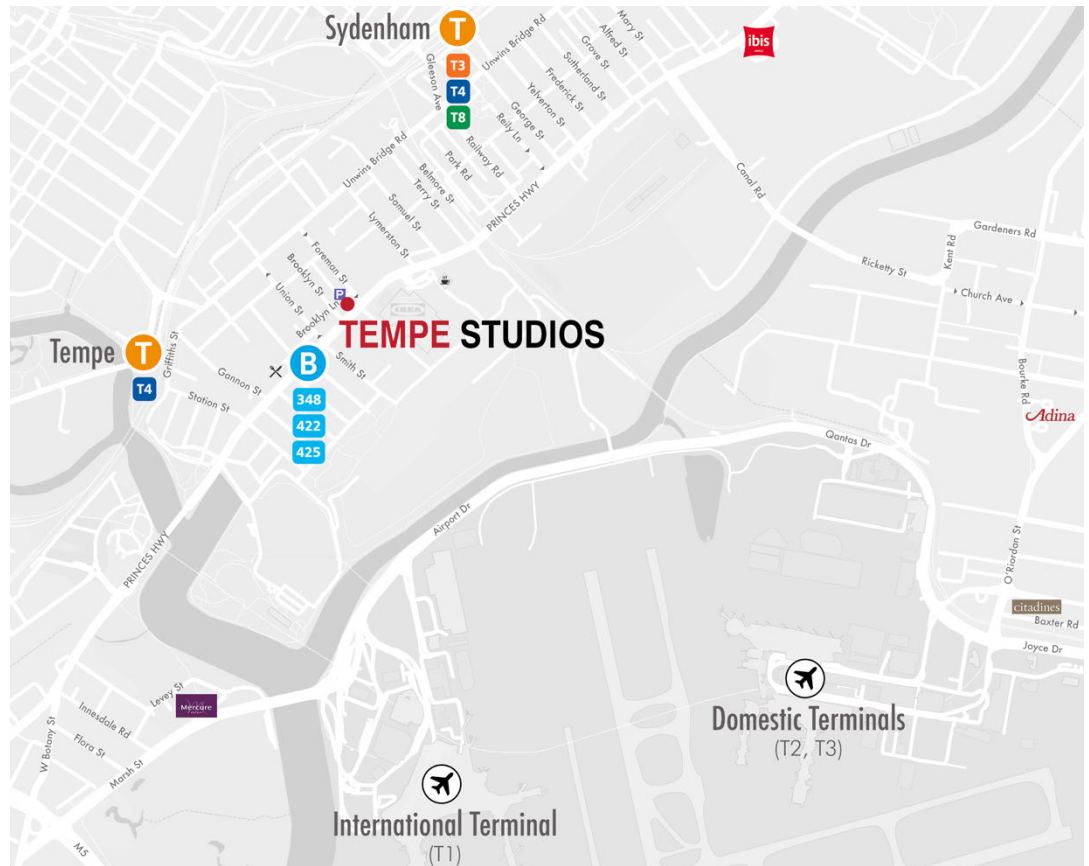 Sydenham
T
T3
T4
T8
Gleeson Ave
Unwins Bridge Rd
Mary St
Alfred St
Grove St
Sutherland St
Frederick St
Yelverton St
George St
Reily Ln
Railway Rd
Park Rd
Belmore St
Terry St
Samuel St
Lymerston St
Unwins Bridge Rd
PRINCES HWY
ibis
Canal Rd
Gardeners Rd
Kent Rd
Ricketty St
Church Ave
Foreman St
Brooklyn St
Union St
Brooklyn Ln
P
IKEA
TEMPE STUDIOS
Tempe
T
T4
Griffiths St
Gannon St
Station St
Smith St
B
348
422
425
Bourke Rd
Adina
Qantas Dr
Airport Dr
PRINCES HWY
O'Riordan St
citadines
Baxter Rd
Joyce Dr
Levey St
Mercure
Innesdale Rd
Flora St
W Botany St
Marsh St
M5
Domestic Terminals
(T2, T3)
International Terminal
(T1)